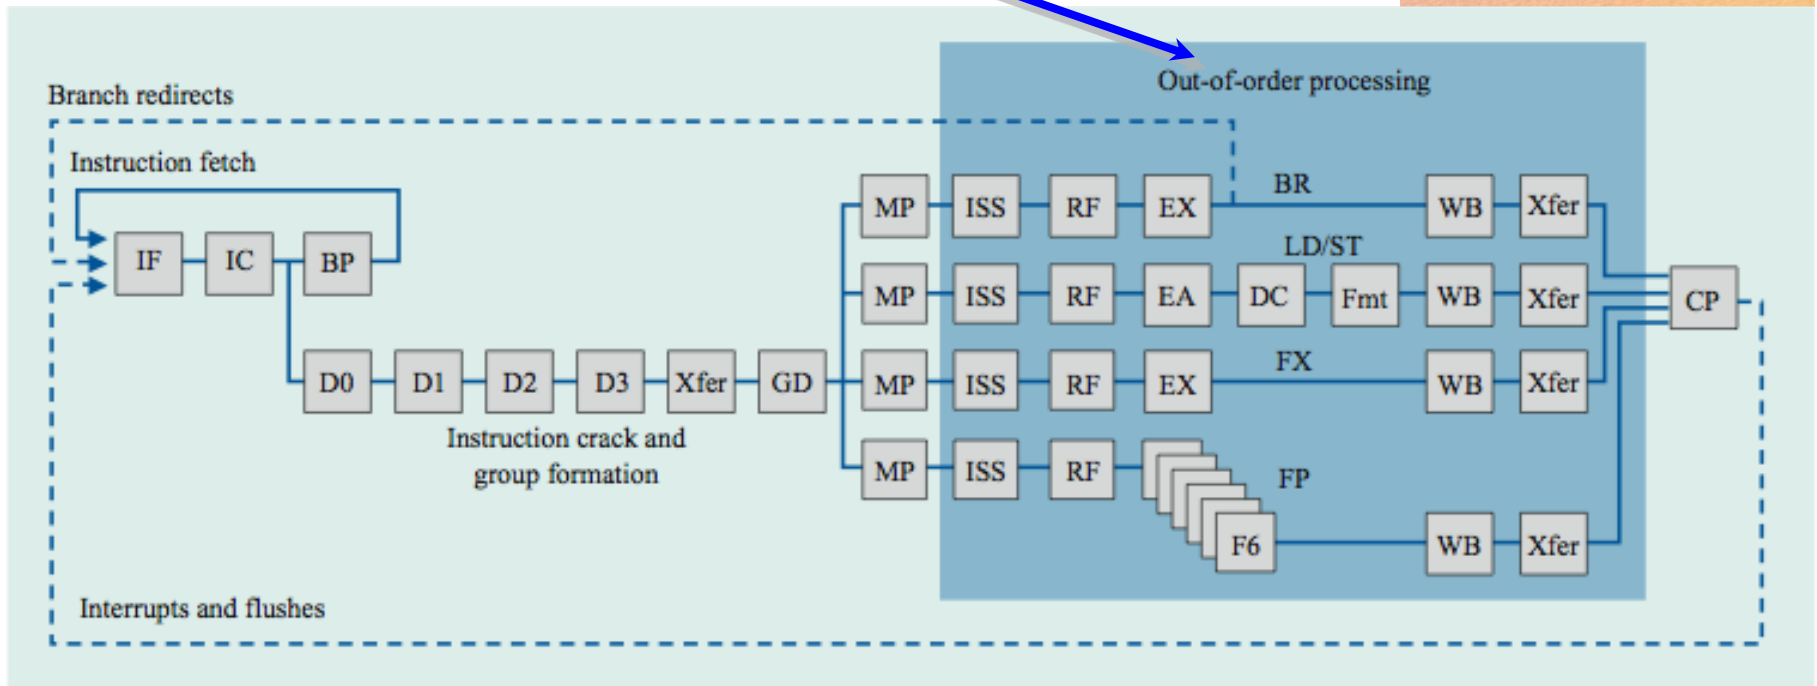 Out-of-order processing
Branch redirects
Instruction fetch
IF IC BP
MP ISS RF EX BR WB Xfer
LD/ST
MP ISS RF EA DC Fmt WB Xfer CP
D0 D1 D2 D3 Xfer GD MP ISS RF EX FX WB Xfer
Instruction crack and
group formation
MP ISS RF FP
F6 WB Xfer
Interrupts and flushes